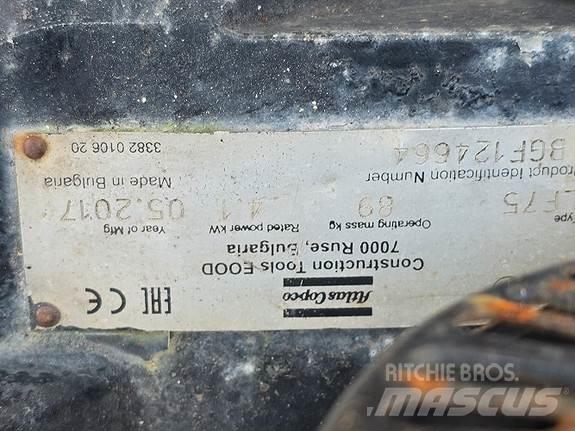 Atlas Copco
CE EAC
Construction Tools EOOD
7000 Ruse, Bulgaria
Type Operating mass kg Rated power kW Year of Mfg
LF75 89 4.1 05.2017
Product Identification Number Made in Bulgaria
BGF124664 3382 0106 20
RITCHIE BROS.
MASCUS